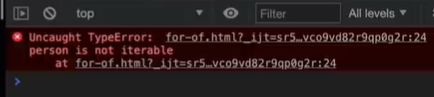 top Filter All levels
Uncaught TypeError: for-of.html?_ijt=sr5…vco9vd82r9qp0g2r:24
person is not iterable
at for-of.html?_ijt=sr5…vco9vd82r9qp0g2r:24